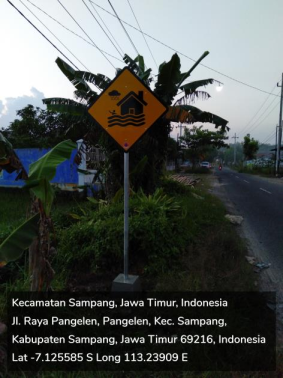 Kecamatan Sampang, Jawa Timur, Indonesia
Jl. Raya Pangelen, Pangelen, Kec. Sampang,
Kabupaten Sampang, Jawa Timur 69216, Indonesia
Lat -7.125585 S Long 113.23909 E